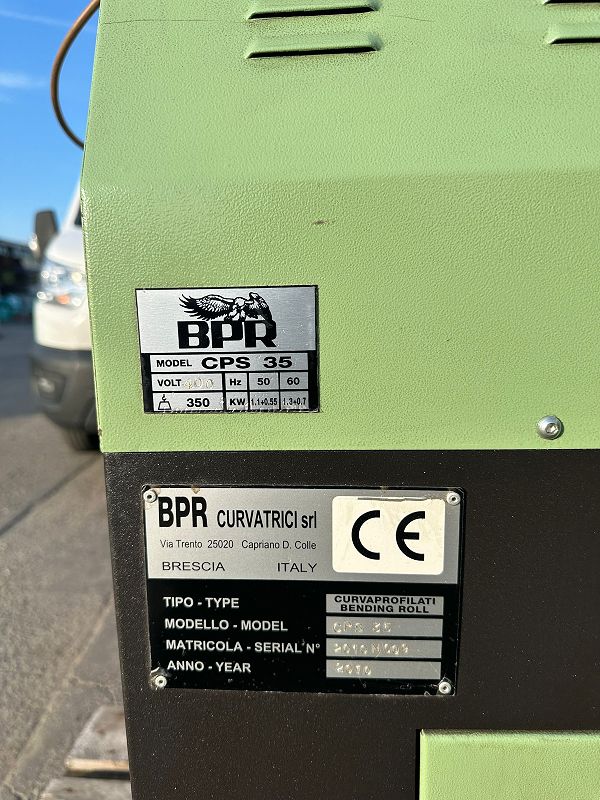 BPR
MODEL CPS 35
VOLT 400 Hz 50 60
350 KW 1.1+0.55 1.3+0.7
BPR CURVATRICI srl
CE
Via Trento 25020 Capriano D. Colle
BRESCIA ITALY
TIPO - TYPE CURVAPROFILATI BENDING ROLL
MODELLO - MODEL CPS 35
MATRICOLA - SERIAL N°
ANNO - YEAR 2010